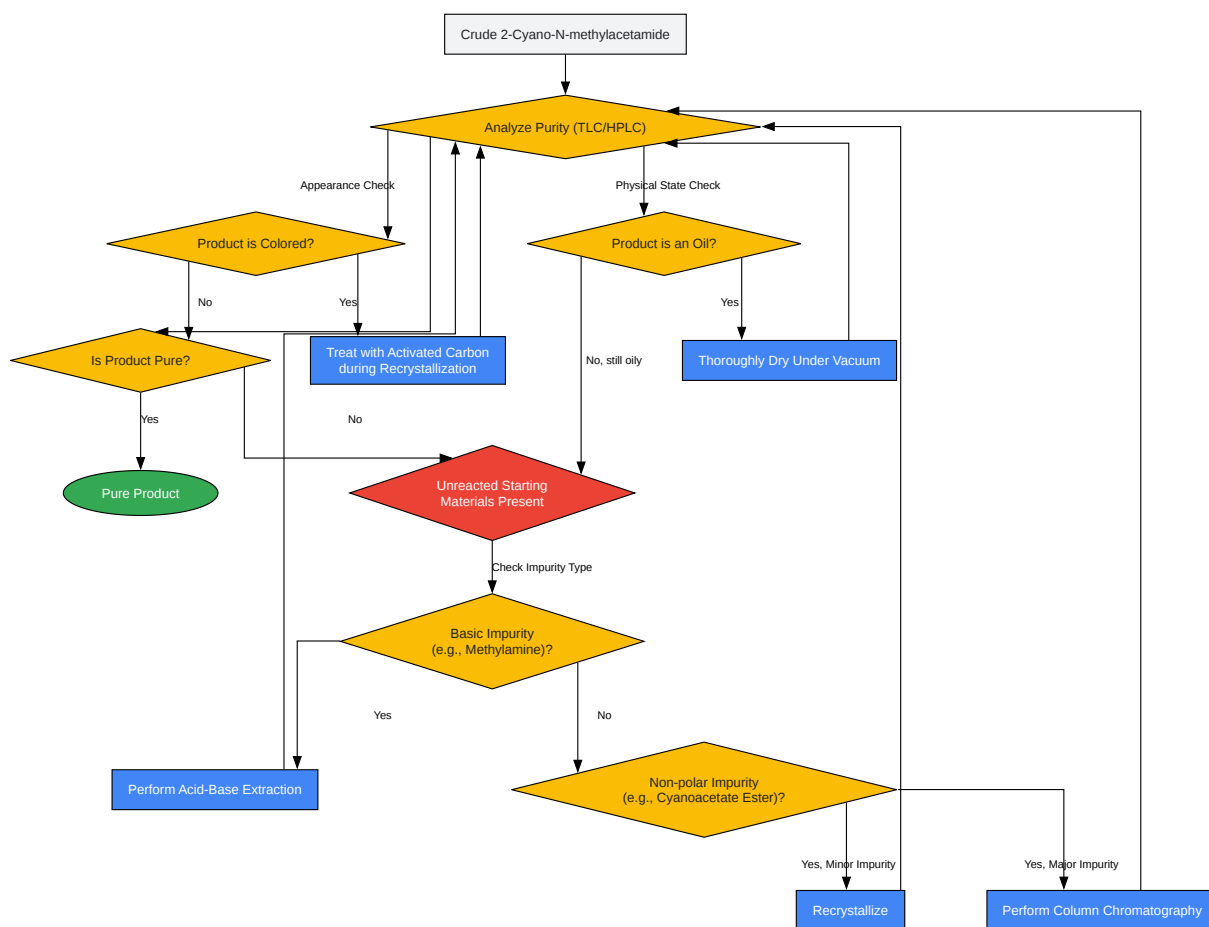 Crude 2-Cyano-N-methylacetamide
Analyze Purity (TLC/HPLC)
Appearance Check
Physical State Check
Product is Colored?
Product is an Oil?
No
Yes
Yes
Is Product Pure?
Treat with Activated Carbon
during Recrystallization
No, still oily
Thoroughly Dry Under Vacuum
Yes
No
Pure Product
Unreacted Starting
Materials Present
Check Impurity Type
Basic Impurity
(e.g., Methylamine)?
Yes
No
Perform Acid-Base Extraction
Non-polar Impurity
(e.g., Cyanoacetate Ester)?
Yes, Minor Impurity
Yes, Major Impurity
Recrystallize
Perform Column Chromatography